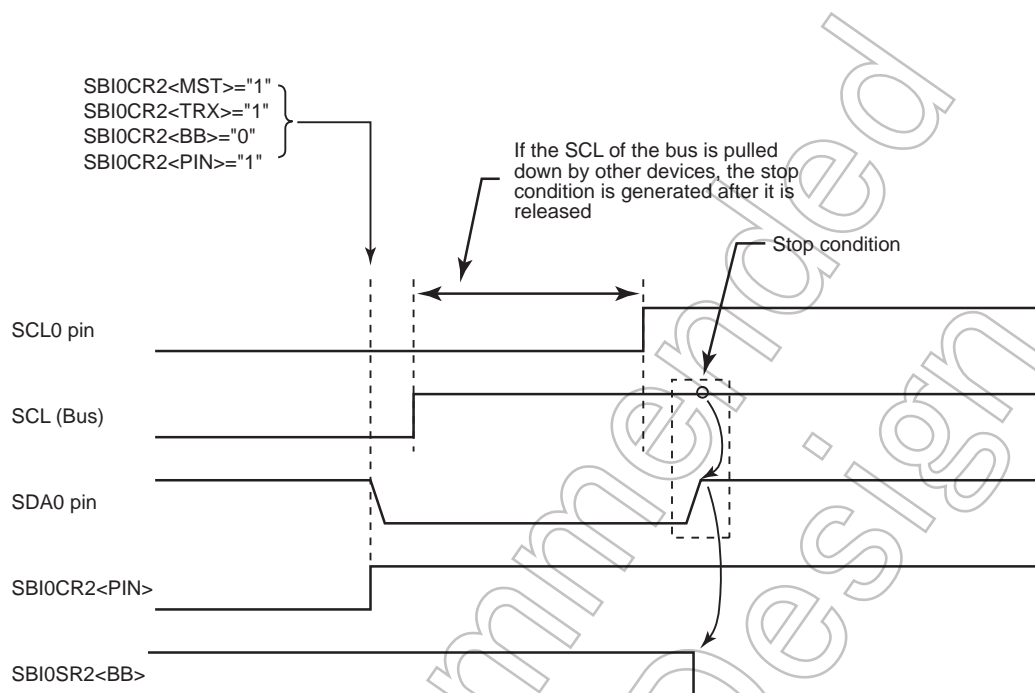 SBI0CR2<MST>="1"
SBI0CR2<TRX>="1"
SBI0CR2<BB>="0"
SBI0CR2<PIN>="1"
If the SCL of the bus is pulled
down by other devices, the stop
condition is generated after it is
released
Stop condition
SCL0 pin
SCL (Bus)
SDA0 pin
SBI0CR2<PIN>
SBI0SR2<BB>
mmended
Design